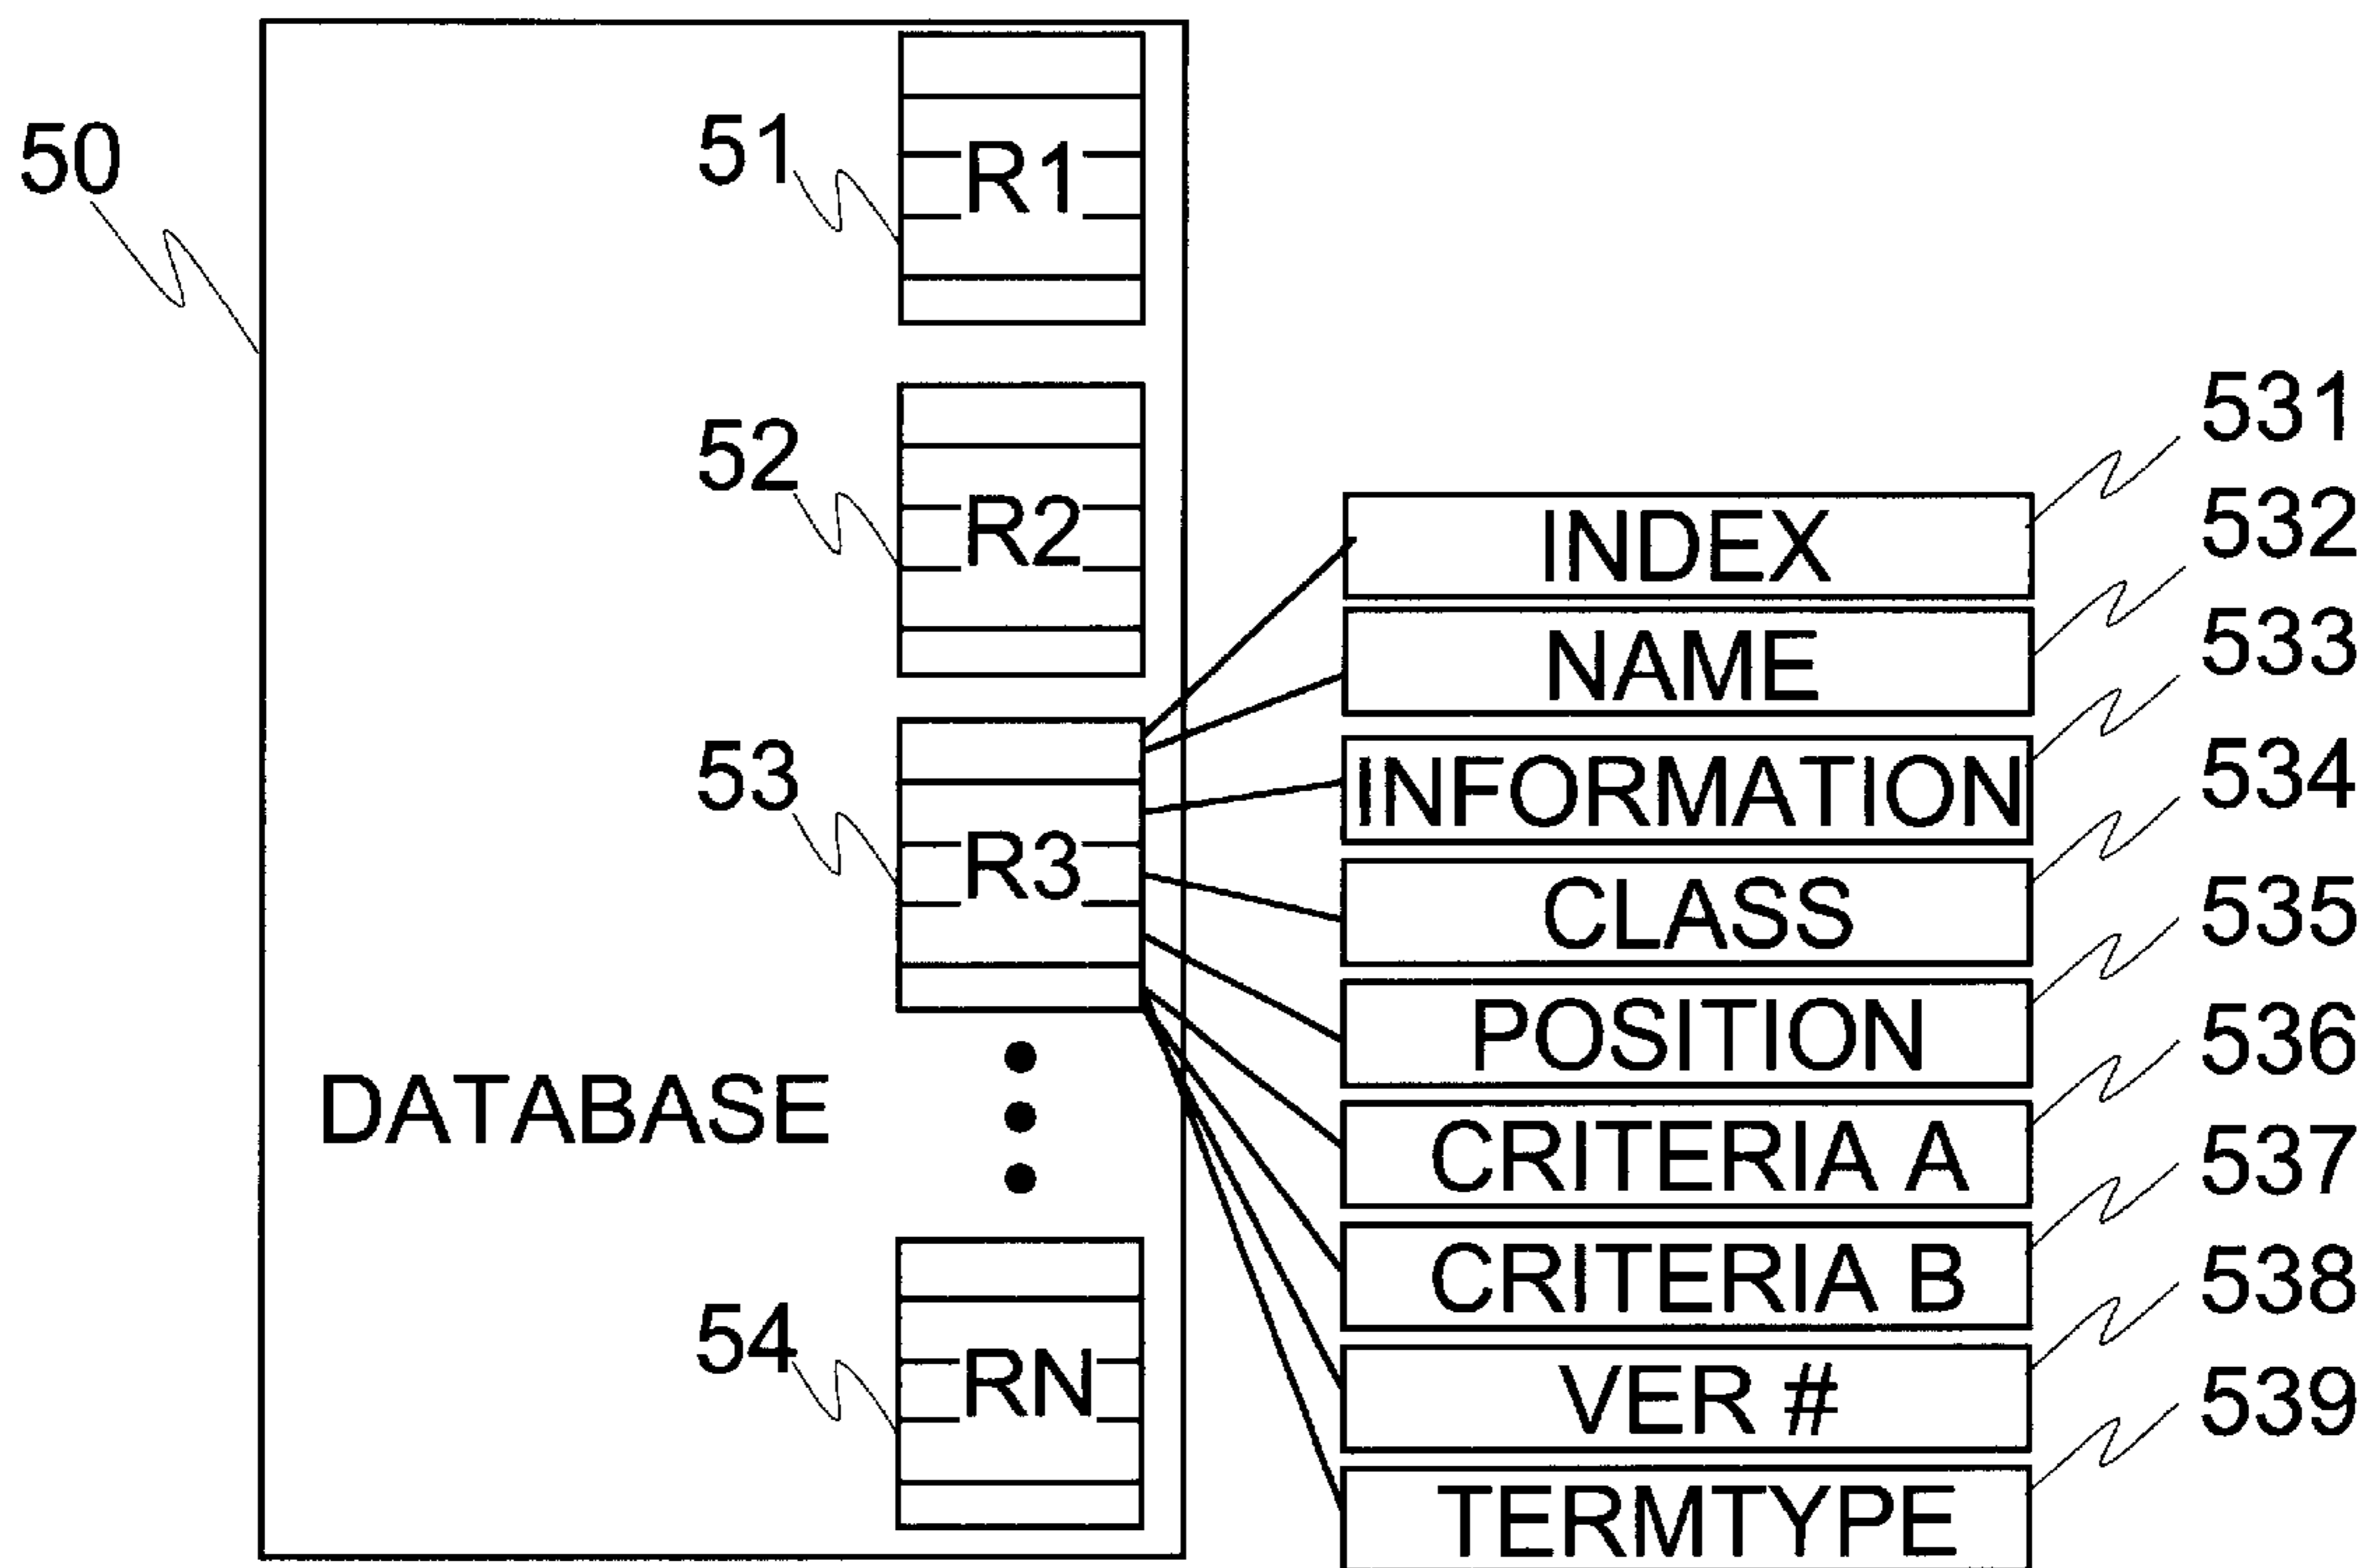 50
51
R1
52
R2
53
R3
DATABASE
54
RN
531
INDEX
532
NAME
533
INFORMATION
534
CLASS
535
POSITION
536
CRITERIA A
537
CRITERIA B
538
VER #
539
TERMTYPE